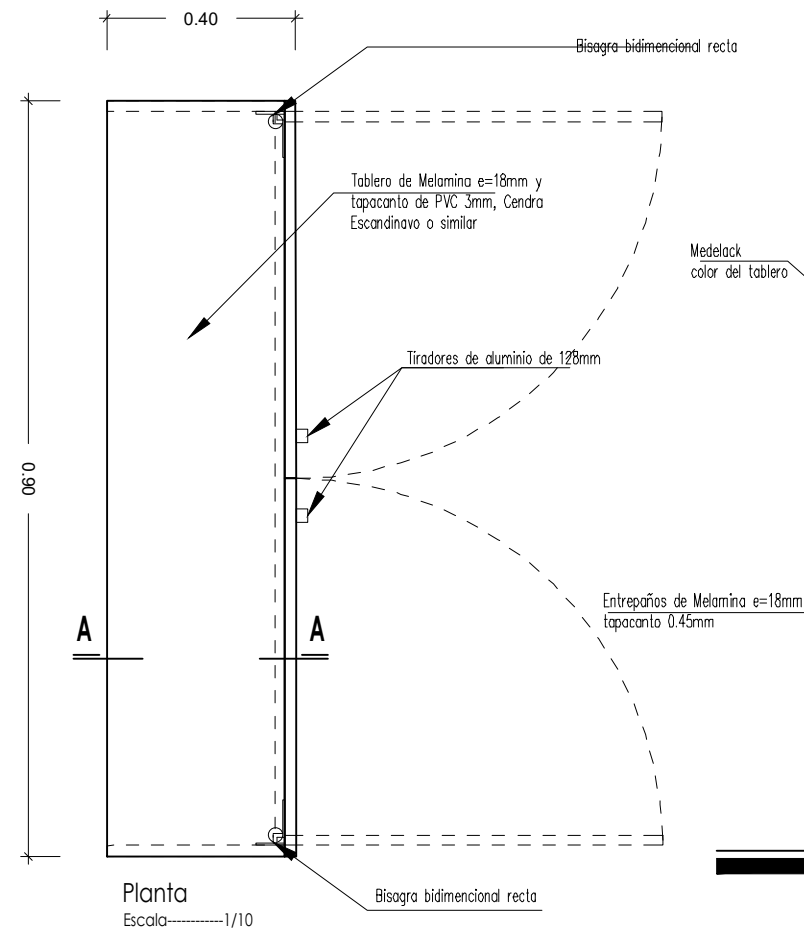 0.40
Bisagra bidimencional recta
Tablero de Melamina e=18mm y
tapacanto de PVC 3mm, Cendra
Escandinavo o similar
Medelack
color del tablero
Tiradores de aluminio de 128mm
0.90
Entrepaños de Melamina e=18mm
tapacanto 0.45mm
A
A
Bisagra bidimencional recta
Planta
Escala------------1/10